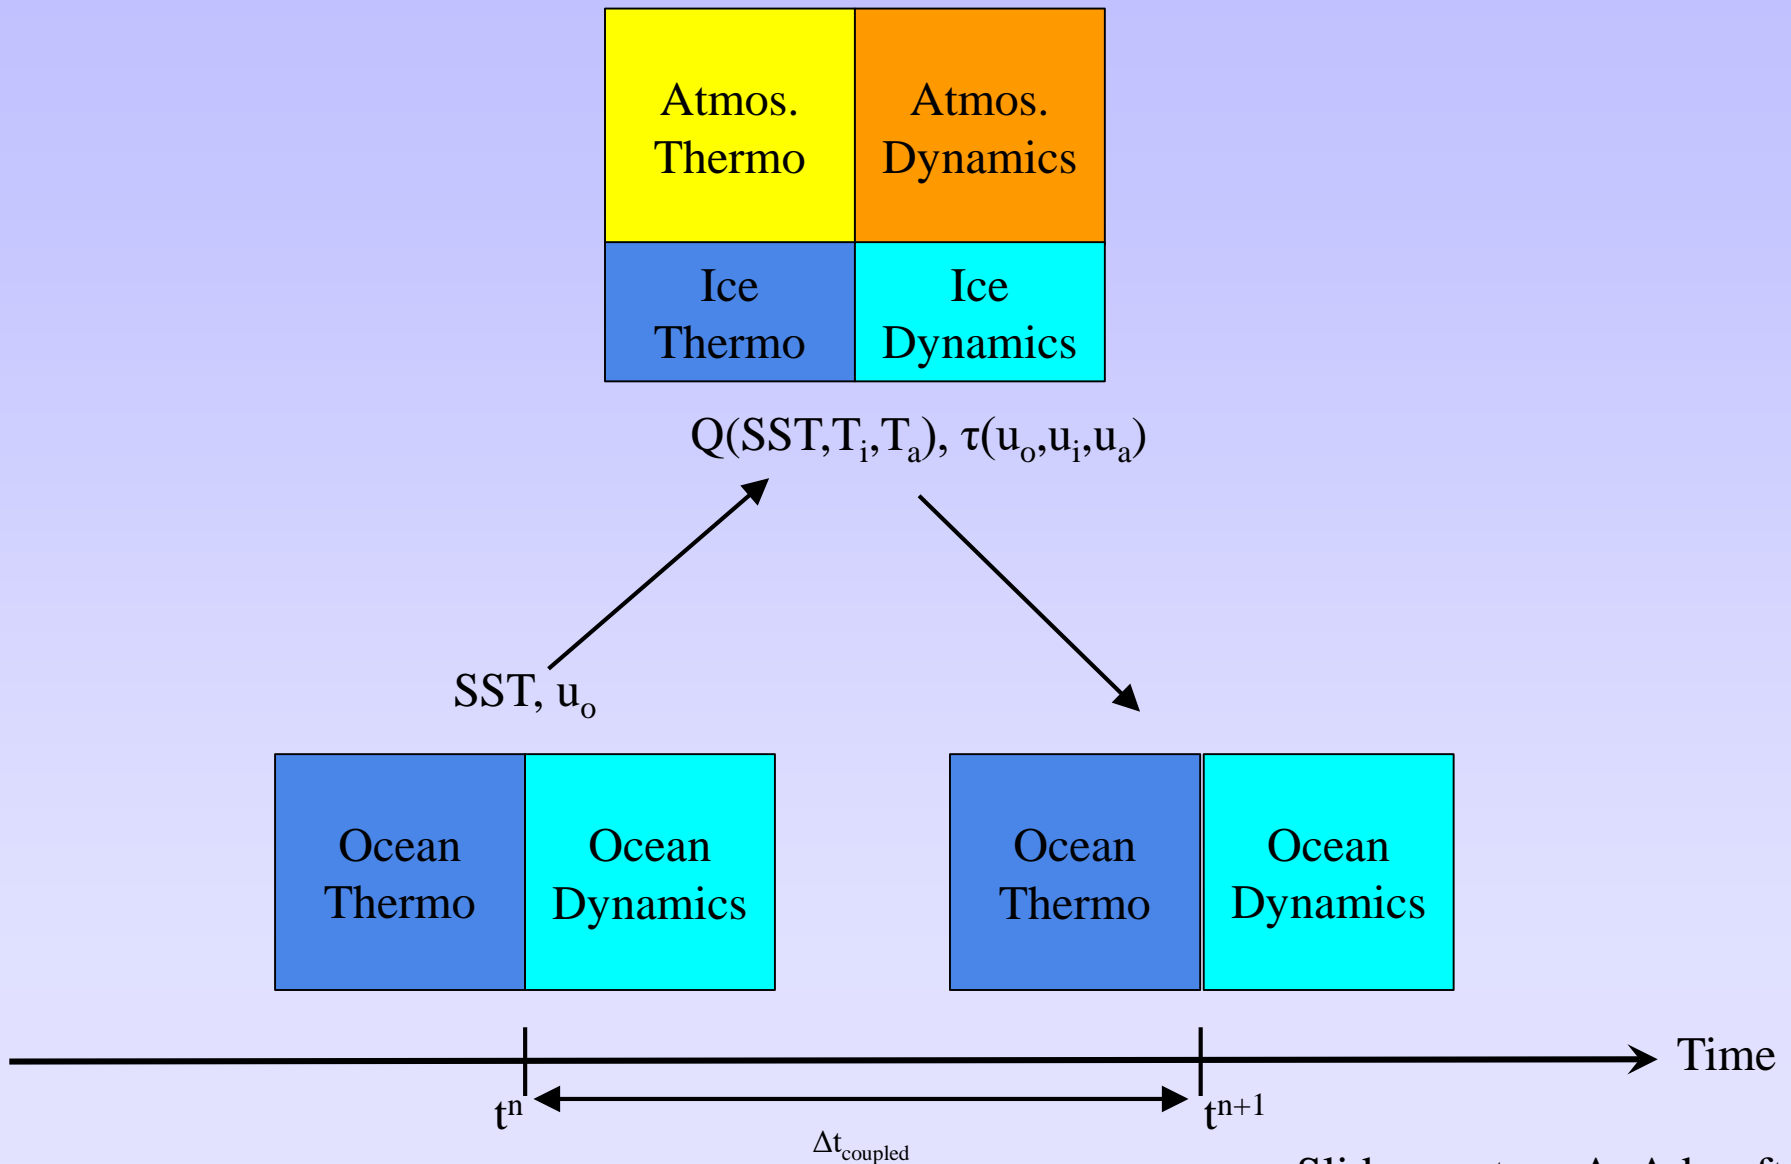 Atmos.
Thermo
Atmos.
Dynamics
Ice
Thermo
Ice
Dynamics
Q(SST,Tᵢ,Tₐ), τ(uₒ,uᵢ,uₐ)
SST, uₒ
Ocean
Thermo
Ocean
Dynamics
Ocean
Thermo
Ocean
Dynamics
Time
tⁿ
tⁿ⁺¹
Δt_coupled